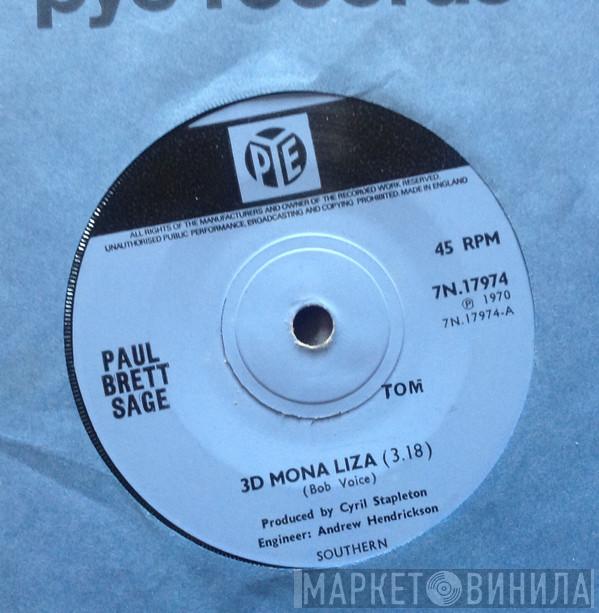 pye records
PYE
ALL RIGHTS OF THE MANUFACTURERS AND OWNER OF THE RECORDED WORK RESERVED.
UNAUTHORISED PUBLIC PERFORMANCE, BROADCASTING AND COPYING PROHIBITED. MADE IN ENGLAND
45 RPM
7N.17974
Ⓟ 1970
7N.17974-A
PAUL
BRETT
SAGE
TOM
3D MONA LIZA (3.18)
(Bob Voice)
Produced by Cyril Stapleton
Engineer: Andrew Hendrickson
SOUTHERN
МАРКЕТ ВИНИЛА